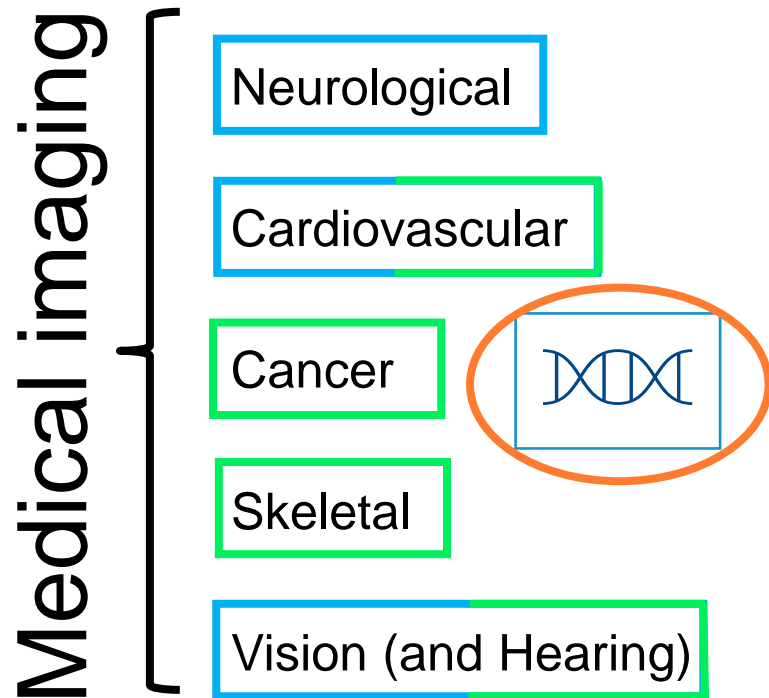 Medical imaging
Neurological
Cardiovascular
Cancer
Skeletal
Vision (and Hearing)